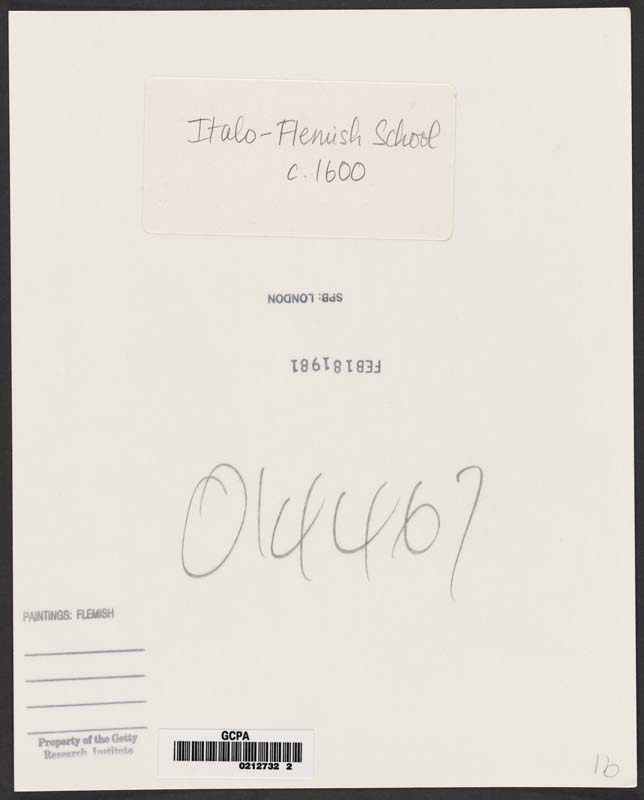 Italo-Flemish School
c. 1600
SPB: LONDON
FEB181981
014467
PAINTINGS: FLEMISH
Property of the Getty
Research Institute
GCPA
0212732 2
16